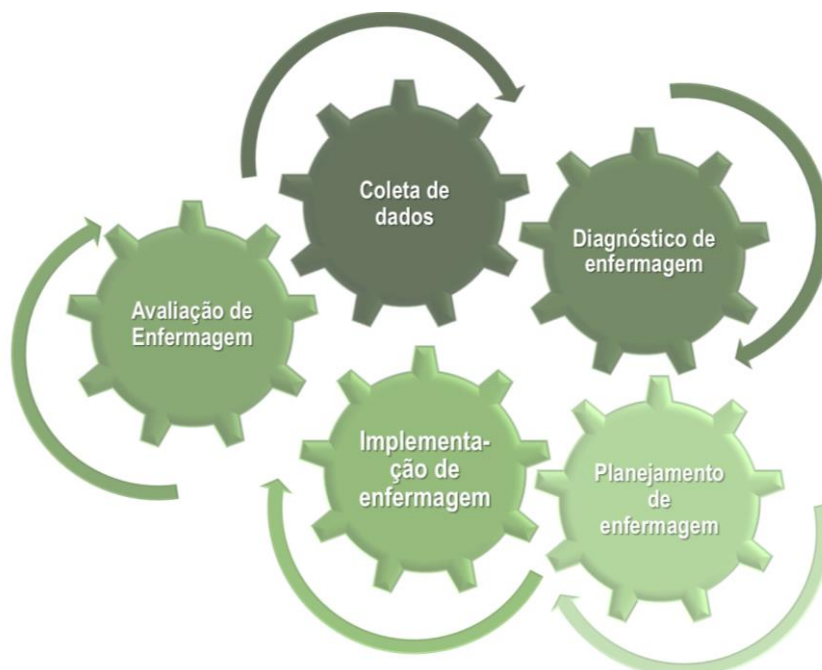 Coleta de
dados
Diagnóstico de
enfermagem
Planejamento
de
enfermagem
Implementa-
ção de
enfermagem
Avaliação de
Enfermagem